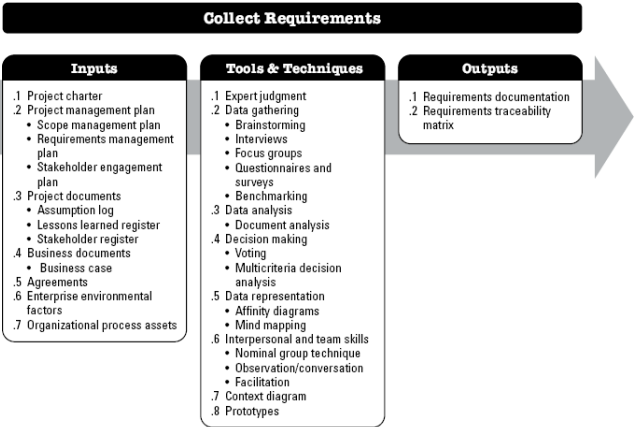 Collect Requirements
Inputs
.1 Project charter
.2 Project management plan
• Scope management plan
• Requirements management
plan
• Stakeholder engagement
plan
.3 Project documents
• Assumption log
• Lessons learned register
• Stakeholder register
.4 Business documents
• Business case
.5 Agreements
.6 Enterprise environmental
factors
.7 Organizational process assets
Tools & Techniques
.1 Expert judgment
.2 Data gathering
• Brainstorming
• Interviews
• Focus groups
• Questionnaires and
surveys
• Benchmarking
.3 Data analysis
• Document analysis
.4 Decision making
• Voting
• Multicriteria decision
analysis
.5 Data representation
• Affinity diagrams
• Mind mapping
.6 Interpersonal and team skills
• Nominal group technique
• Observation/conversation
• Facilitation
.7 Context diagram
.8 Prototypes
Outputs
.1 Requirements documentation
.2 Requirements traceability
matrix